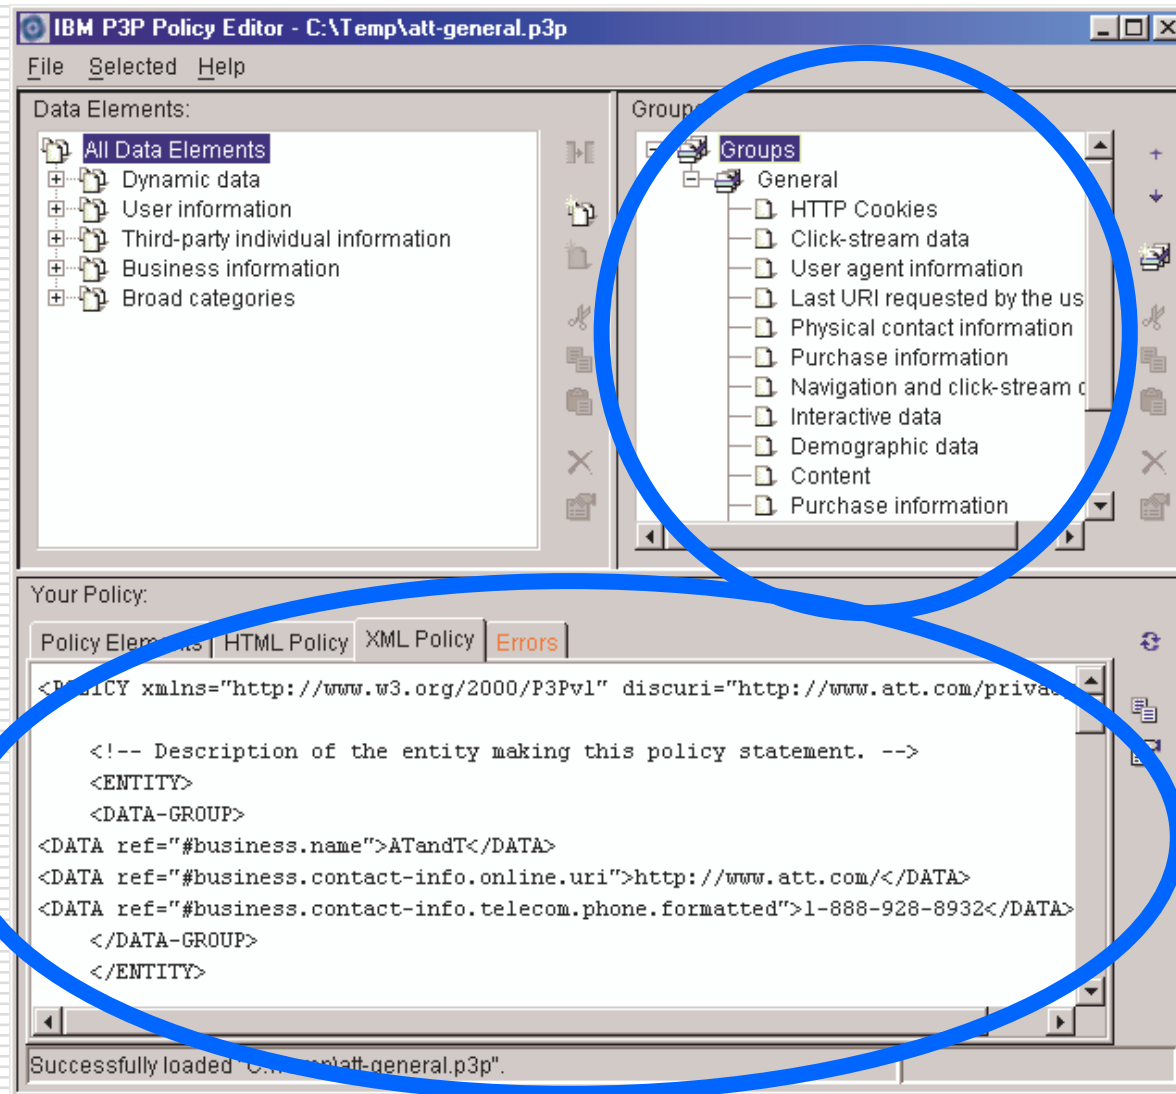 IBM P3P Policy Editor - C:\Temp\att-general.p3p
File Selected Help
Data Elements:
All Data Elements
Dynamic data
User information
Third-party individual information
Business information
Broad categories
Group
Groups
General
HTTP Cookies
Click-stream data
User agent information
Last URI requested by the us
Physical contact information
Purchase information
Navigation and click-stream
Interactive data
Demographic data
Content
Purchase information
Your Policy:
Policy Elements HTML Policy XML Policy Errors
<POLICY xmlns="http://www.w3.org/2000/P3Pv1" discuri="http://www.att.com/privacy
<!-- Description of the entity making this policy statement. -->
<ENTITY>
<DATA-GROUP>
<DATA ref="#business.name">ATandT</DATA>
<DATA ref="#business.contact-info.online.uri">http://www.att.com/</DATA>
<DATA ref="#business.contact-info.telecom.phone.formatted">1-888-928-8932</DATA>
</DATA-GROUP>
</ENTITY>
Successfully loaded "C:\Temp\att-general.p3p".